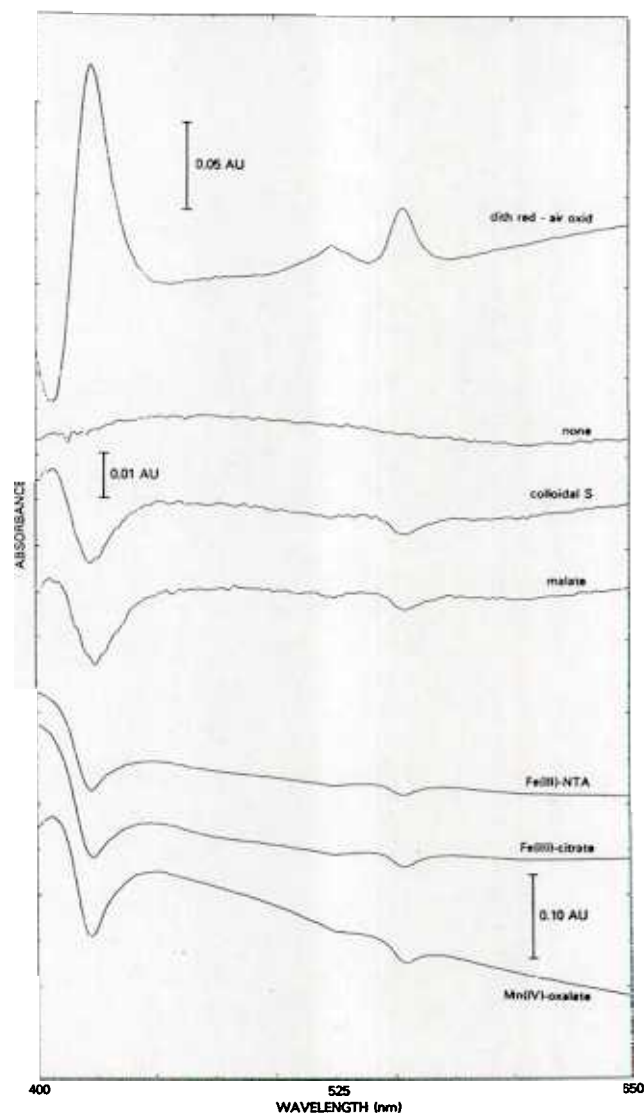 0.05 AU
dith red - air oxid
none
0.01 AU
colloidal S
ABSORBANCE
malate
Fe(III)-NTA
Fe(III)-citrate
0.10 AU
Mn(IV)-oxalate
400 525 650
WAVELENGTH (nm)